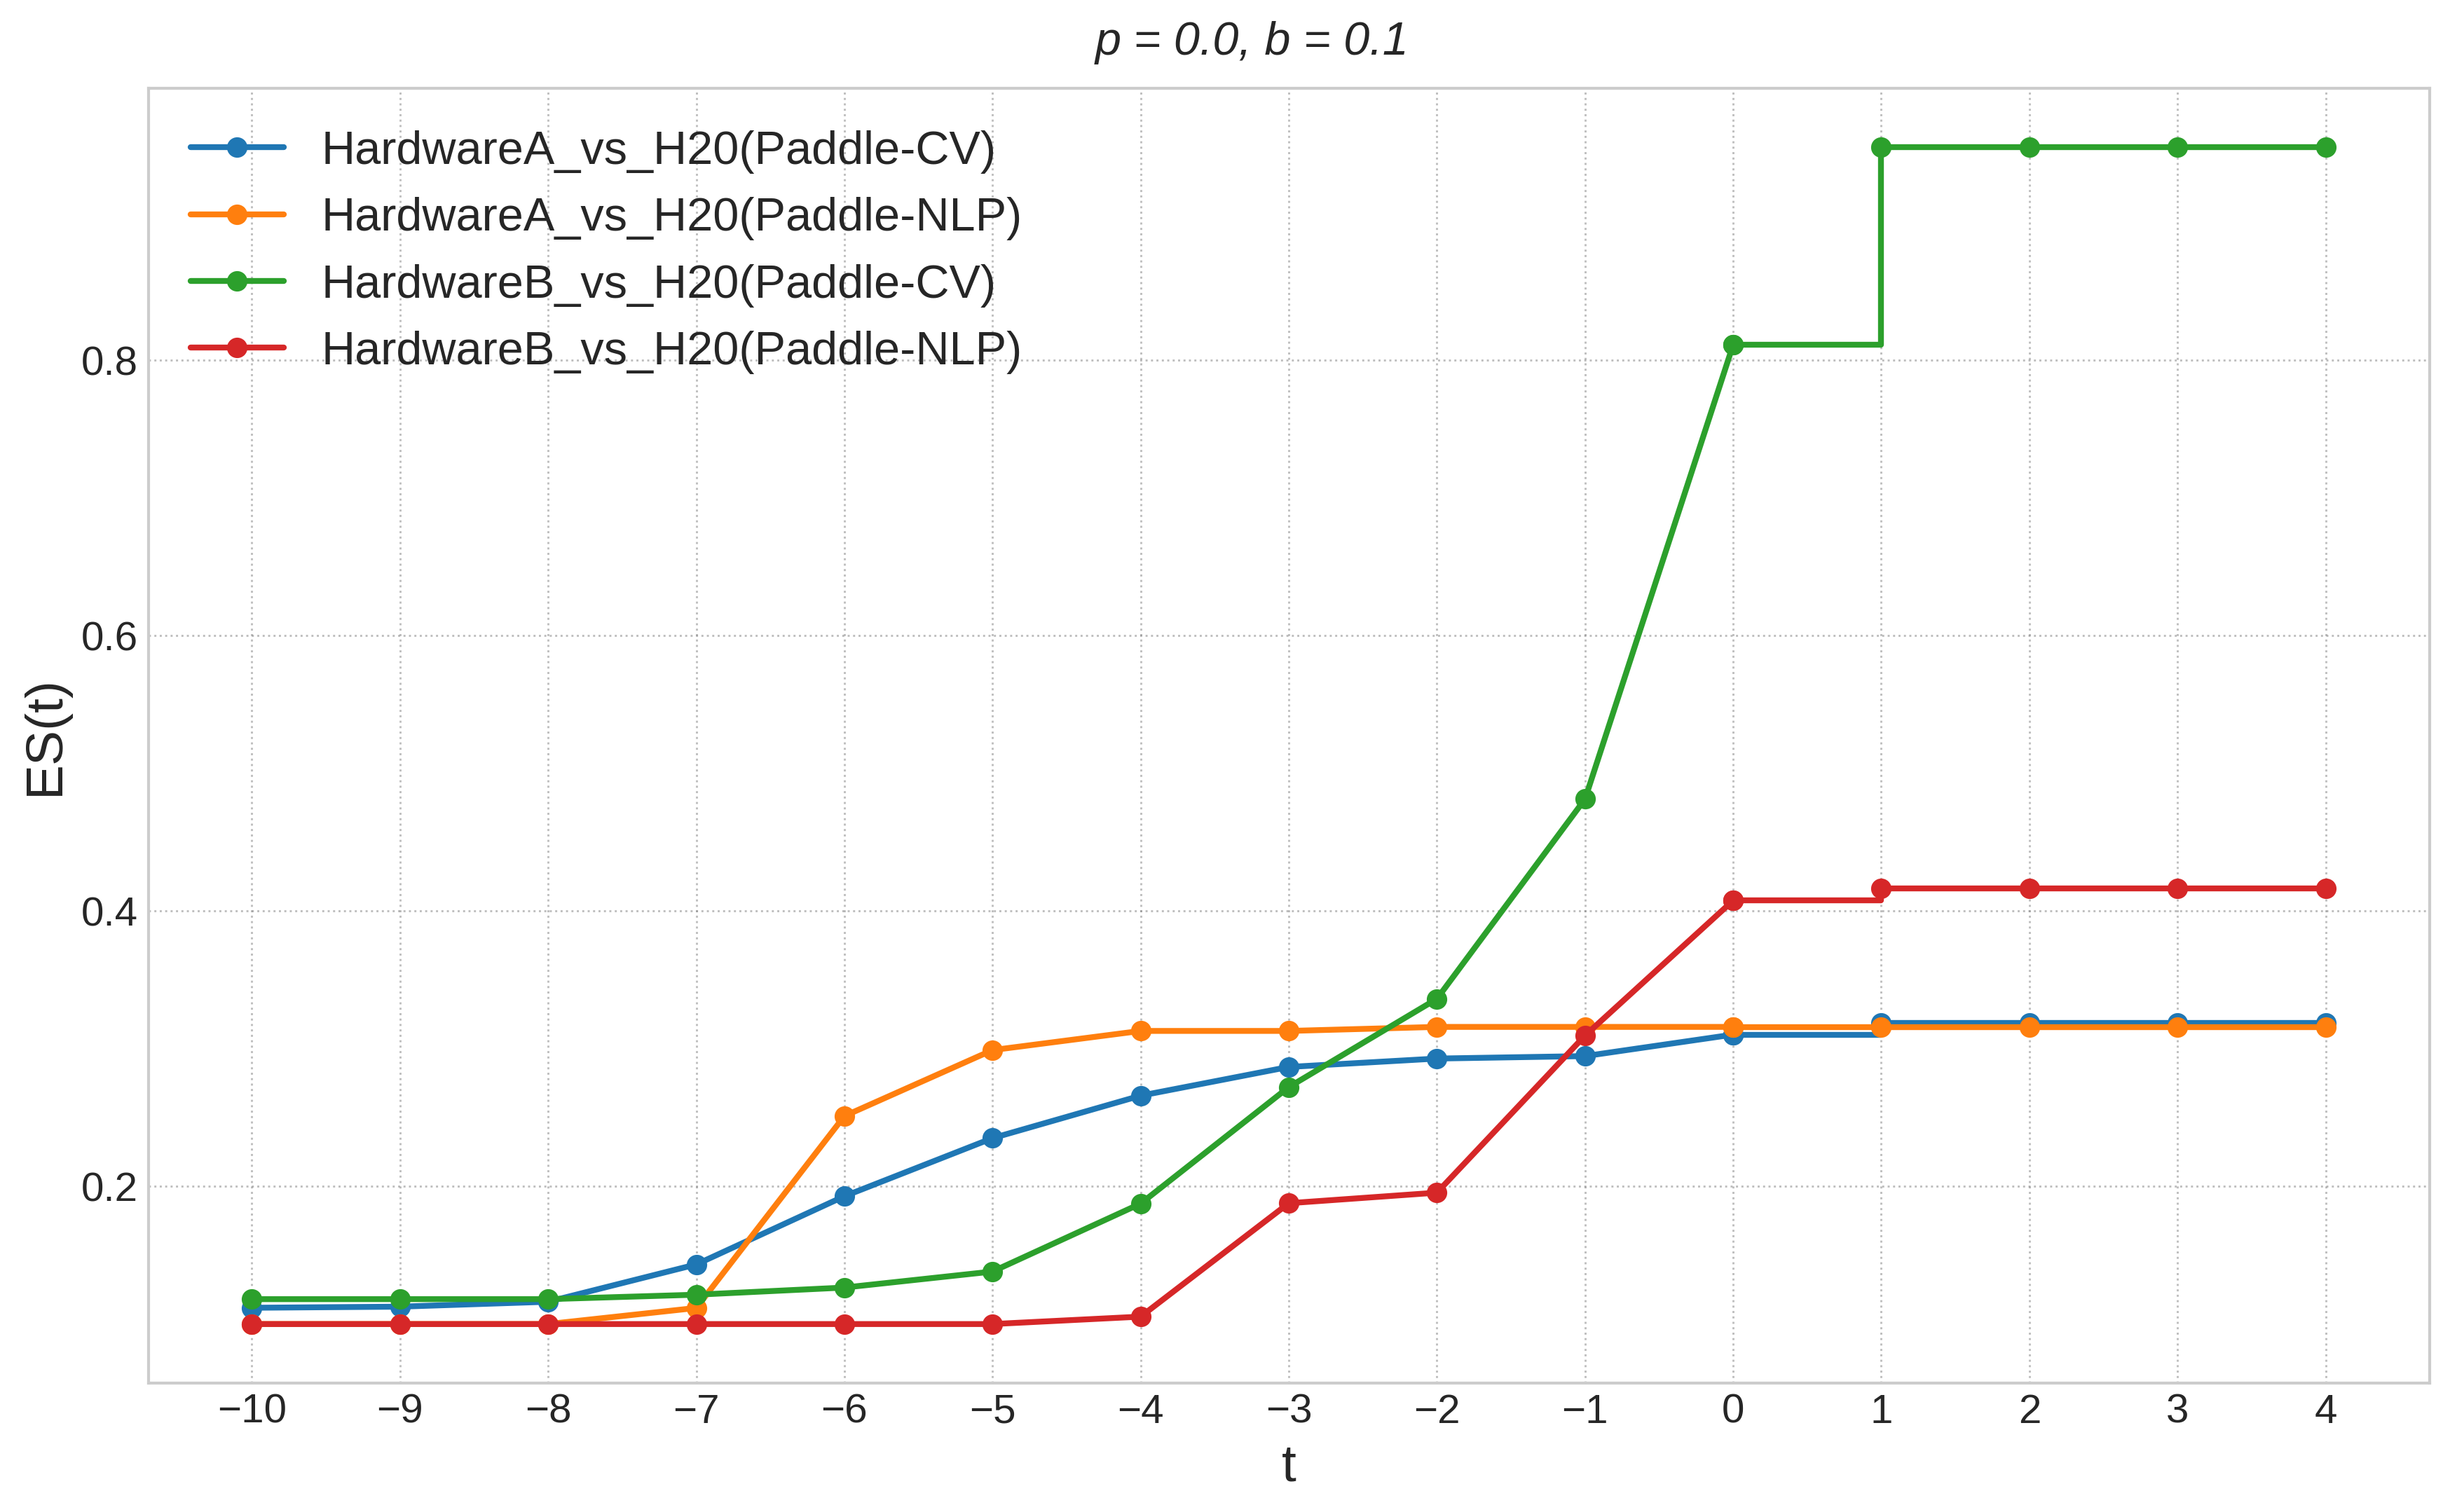 p = 0.0, b = 0.1
HardwareA_vs_H20(Paddle-CV)
HardwareA_vs_H20(Paddle-NLP)
HardwareB_vs_H20(Paddle-CV)
HardwareB_vs_H20(Paddle-NLP)
0.8
0.6
0.4
0.2
ES(t)
−10 −9 −8 −7 −6 −5 −4 −3 −2 −1 0 1 2 3 4
t